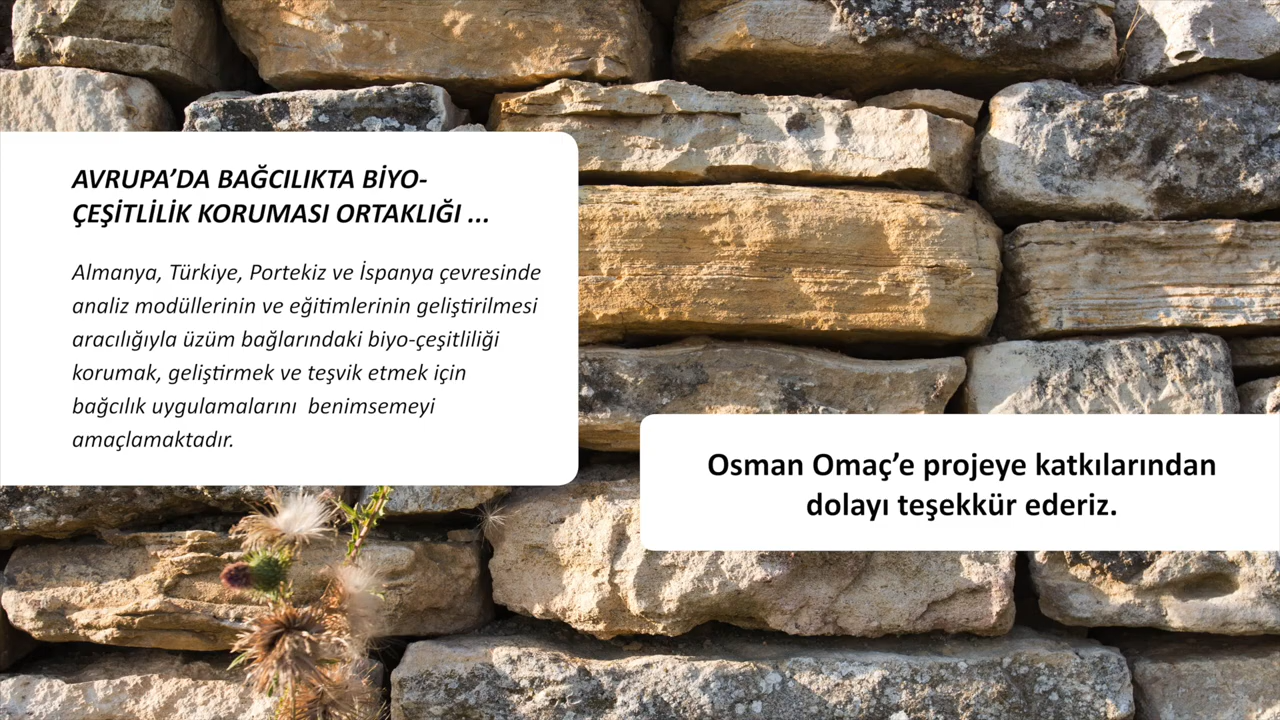 AVRUPA’DA BAĞCILIKTA BİYO-
ÇEŞİTLİLİK KORUMASI ORTAKLIĞI ...
Almanya, Türkiye, Portekiz ve İspanya çevresinde
analiz modüllerinin ve eğitimlerinin geliştirilmesi
aracılığıyla üzüm bağlarındaki biyo-çeşitliliği
korumak, geliştirmek ve teşvik etmek için
bağcılık uygulamalarını  benimsemeyi
amaçlamaktadır.
Osman Omaç’e projeye katkılarından
dolayı teşekkür ederiz.